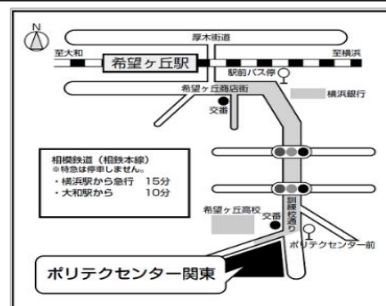 N
厚木街道
至大和
至横浜
希望ヶ丘駅
駅前バス停
希望ヶ丘商店街
横浜銀行
交番
相模鉄道（相鉄本線）
※特急は停車しません。
・横浜駅から急行　15分
・大和駅から　10分
希望ヶ丘高校
交番
訓練校通り
ポリテクセンター前
ポリテクセンター関東